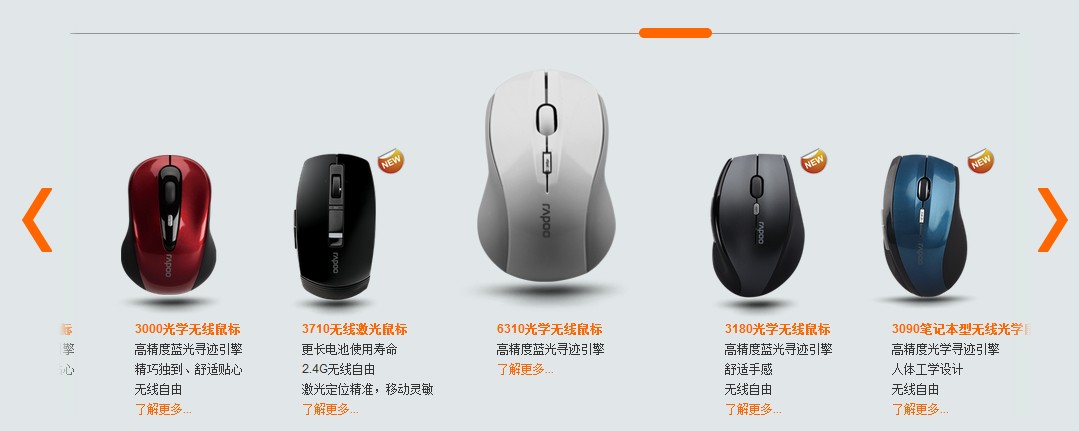 NEW
NEW
NEW
rapoo
rapoo
rapoo
rapoo
rapoo
标
擎
心
3000光学无线鼠标
高精度蓝光寻迹引擎
精巧独到、舒适贴心
无线自由
了解更多...
3710无线激光鼠标
更长电池使用寿命
2.4G无线自由
激光定位精准，移动灵敏
了解更多...
6310光学无线鼠标
高精度蓝光寻迹引擎
了解更多...
3180光学无线鼠标
高精度蓝光寻迹引擎
舒适手感
无线自由
了解更多...
3090笔记本型无线光学鼠
高精度光学寻迹引擎
人体工学设计
无线自由
了解更多...